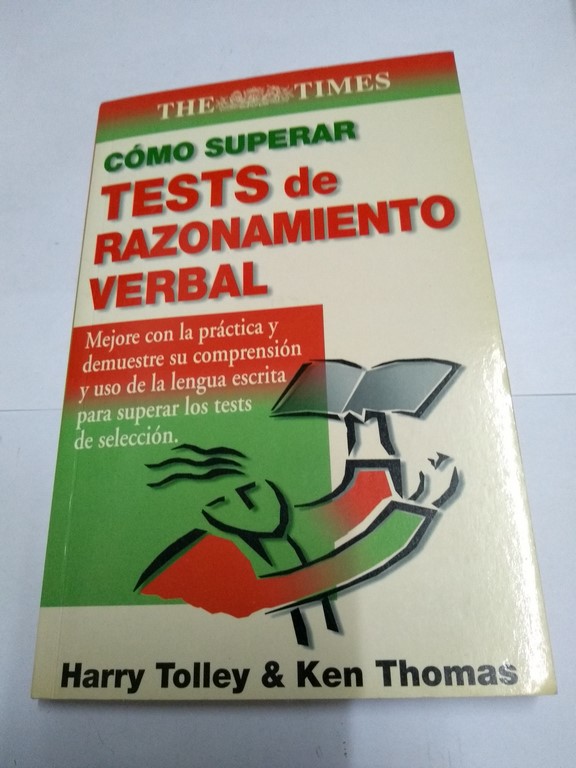 THE TIMES
CÓMO SUPERAR
TESTS de
RAZONAMIENTO
VERBAL
Mejore con la práctica y
demuestre su comprensión
y uso de la lengua escrita
para superar los tests
de selección.
Harry Tolley & Ken Thomas